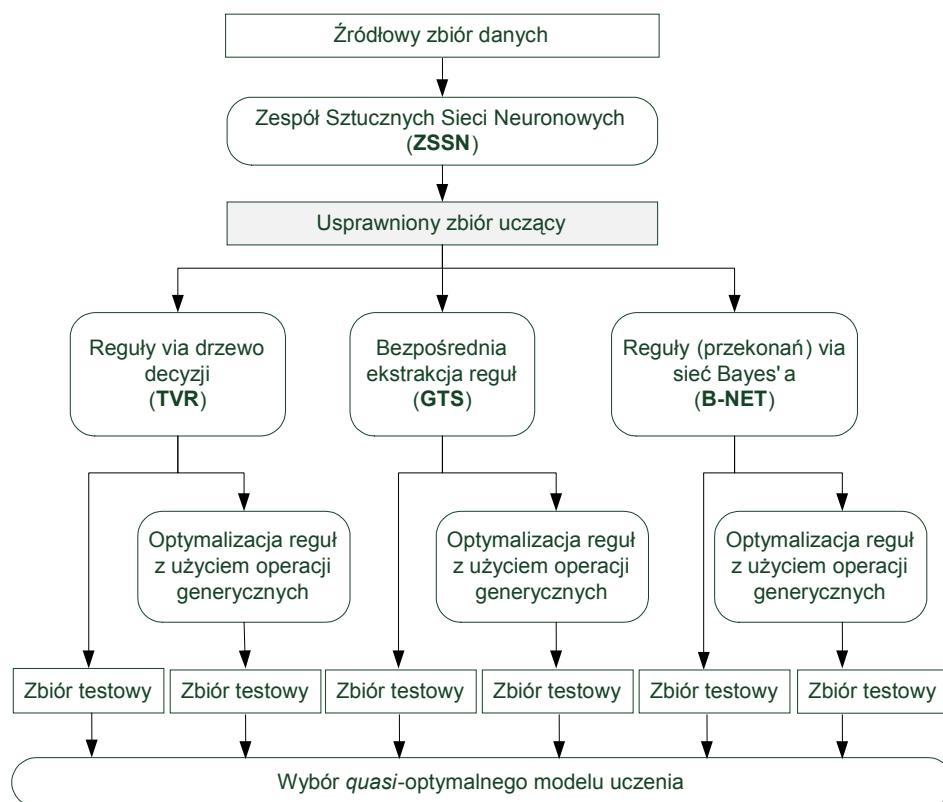 Źródłowy zbiór danych
Zespół Sztucznych Sieci Neuronowych
(ZSSN)
Usprawniony zbiór uczący
Reguły via drzewo
decyzji
(TVR)
Bezpośrednia
ekstrakcja reguł
(GTS)
Reguły (przekonań) via
sieć Bayes'a
(B-NET)
Optymalizacja reguł
z użyciem operacji
generycznych
Optymalizacja reguł
z użyciem operacji
generycznych
Optymalizacja reguł
z użyciem operacji
generycznych
Zbiór testowy
Zbiór testowy
Zbiór testowy
Zbiór testowy
Zbiór testowy
Zbiór testowy
Wybór quasi-optymalnego modelu uczenia